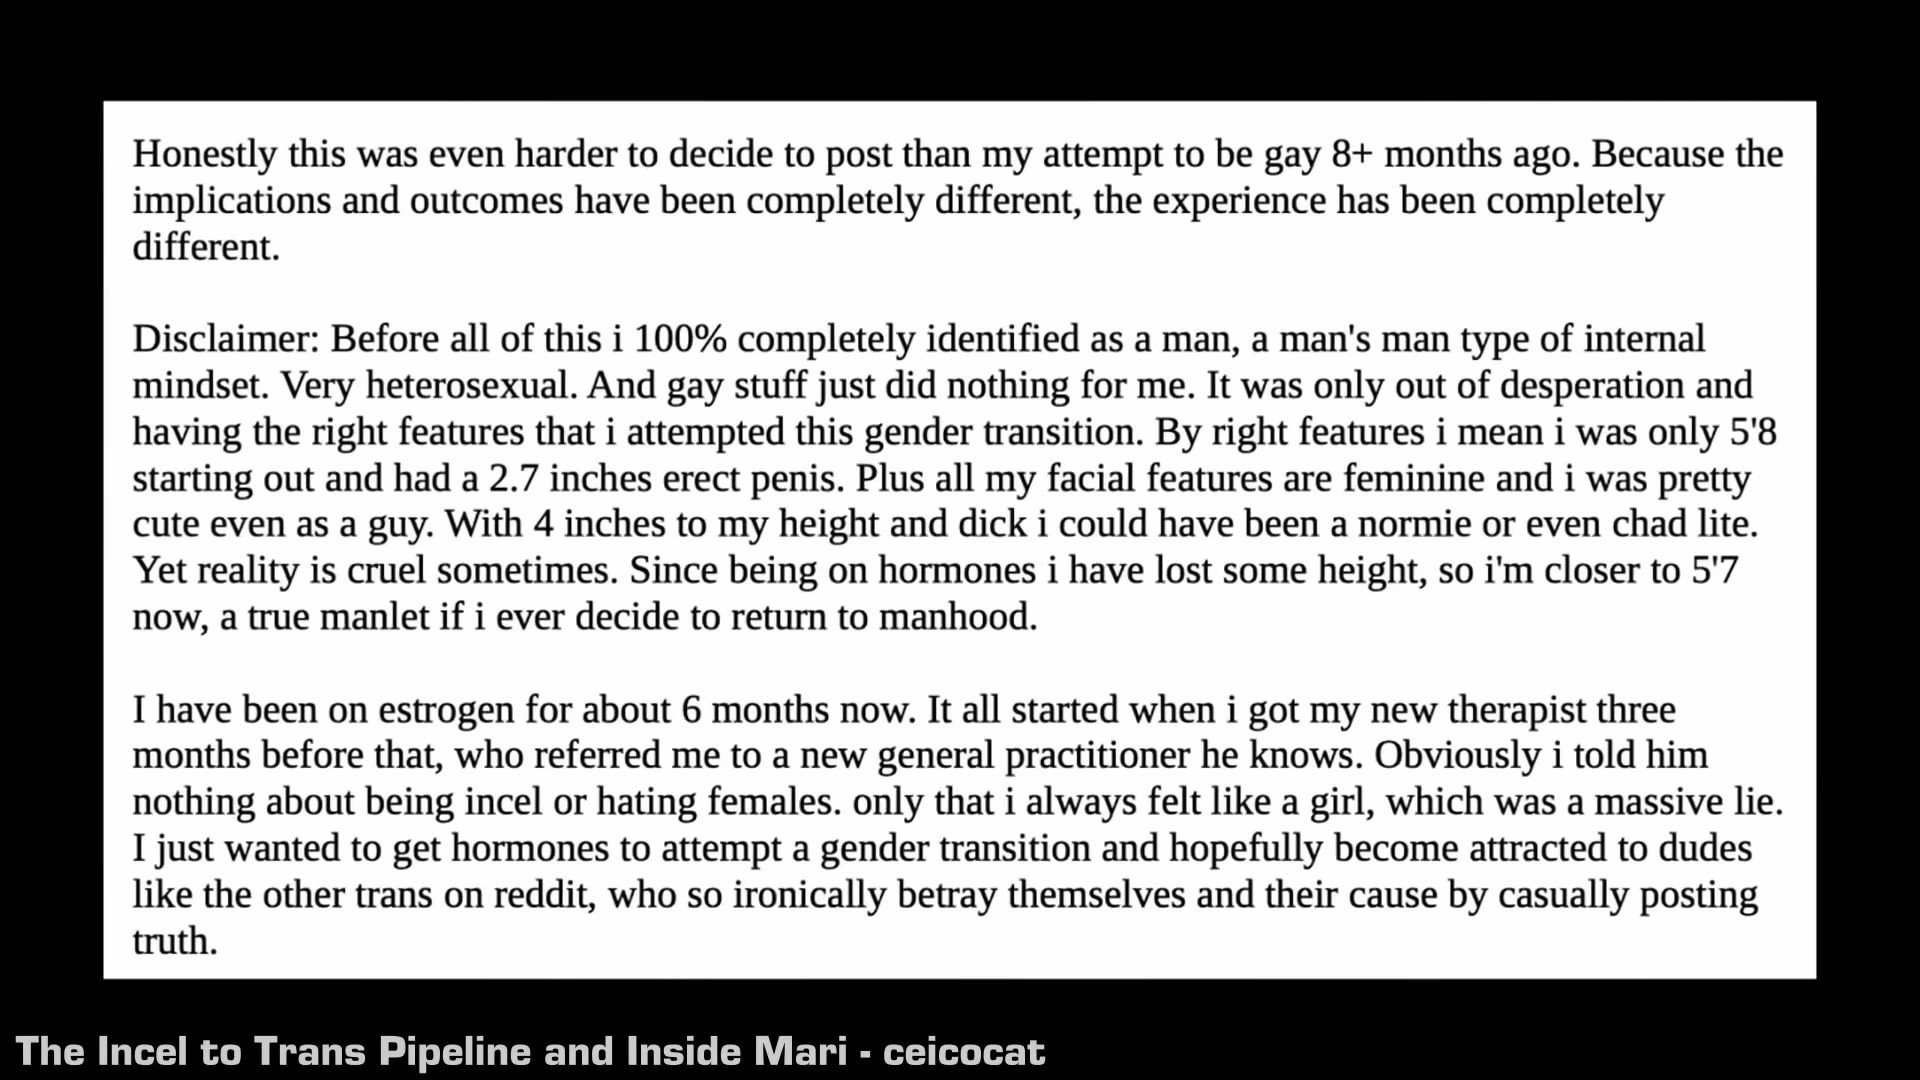 Honestly this was even harder to decide to post than my attempt to be gay 8+ months ago. Because the
implications and outcomes have been completely different, the experience has been completely
different.
Disclaimer: Before all of this i 100% completely identified as a man, a man's man type of internal
mindset. Very heterosexual. And gay stuff just did nothing for me. It was only out of desperation and
having the right features that i attempted this gender transition. By right features i mean i was only 5'8
starting out and had a 2.7 inches erect penis. Plus all my facial features are feminine and i was pretty
cute even as a guy. With 4 inches to my height and dick i could have been a normie or even chad lite.
Yet reality is cruel sometimes. Since being on hormones i have lost some height, so i'm closer to 5'7
now, a true manlet if i ever decide to return to manhood.
I have been on estrogen for about 6 months now. It all started when i got my new therapist three
months before that, who referred me to a new general practitioner he knows. Obviously i told him
nothing about being incel or hating females. only that i always felt like a girl, which was a massive lie.
I just wanted to get hormones to attempt a gender transition and hopefully become attracted to dudes
like the other trans on reddit, who so ironically betray themselves and their cause by casually posting
truth.
The Incel to Trans Pipeline and Inside Mari - ceicocat